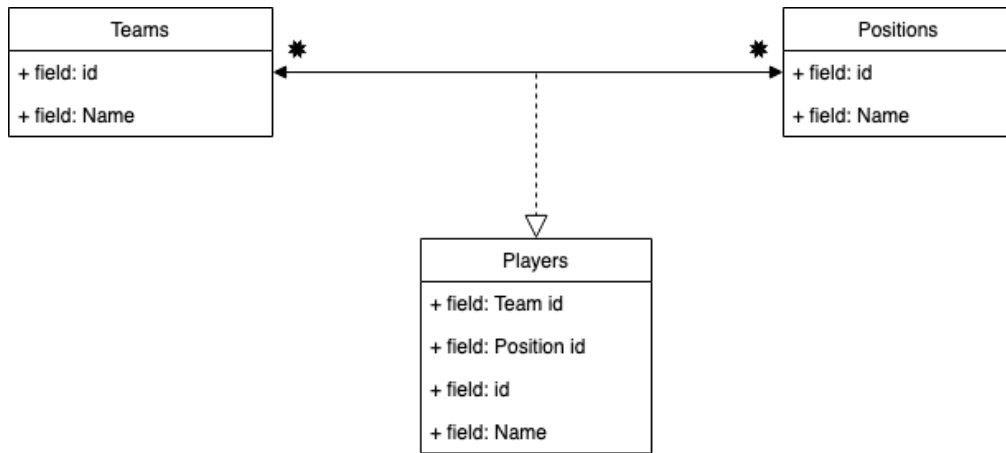 Teams
+ field: id
+ field: Name
Positions
+ field: id
+ field: Name
Players
+ field: Team id
+ field: Position id
+ field: id
+ field: Name